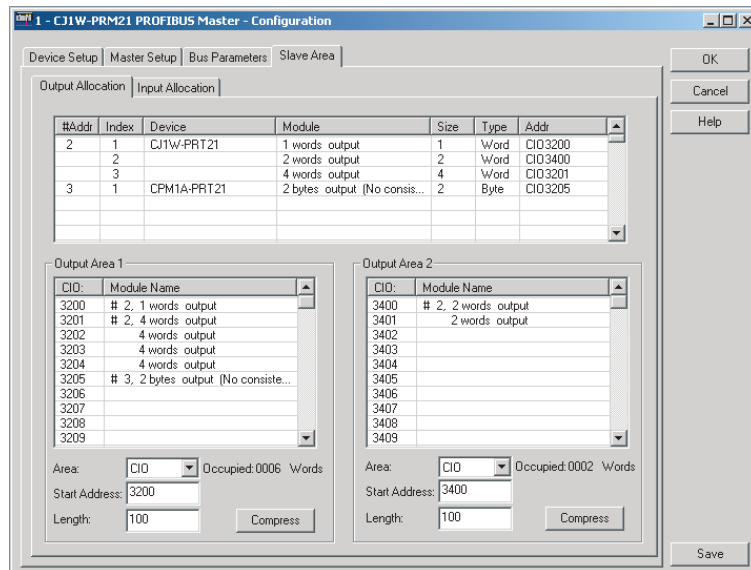 1 - CJ1W-PRM21 PROFIBUS Master - Configuration
Device Setup Master Setup Bus Parameters Slave Area
OK
Cancel
Help
Output Allocation Input Allocation
#Addr Index Device Module Size Type Addr
2 1 CJ1W-PRT21 1 words output 1 Word CIO3200
2 2 words output 2 Word CIO3400
3 4 words output 4 Word CIO3201
3 1 CPM1A-PRT21 2 bytes output (No consis... 2 Byte CIO3205
Output Area 1
CIO: Module Name
3200 # 2, 1 words output
3201 # 2, 4 words output
3202 4 words output
3203 4 words output
3204 4 words output
3205 # 3, 2 bytes output (No consiste...
3206
3207
3208
3209
Area: CIO Occupied:0006 Words
Start Address: 3200
Length: 100 Compress
Output Area 2
CIO: Module Name
3400 # 2, 2 words output
3401 2 words output
3402
3403
3404
3405
3406
3407
3408
3409
Area: CIO Occupied:0002 Words
Start Address: 3400
Length: 100 Compress
Save